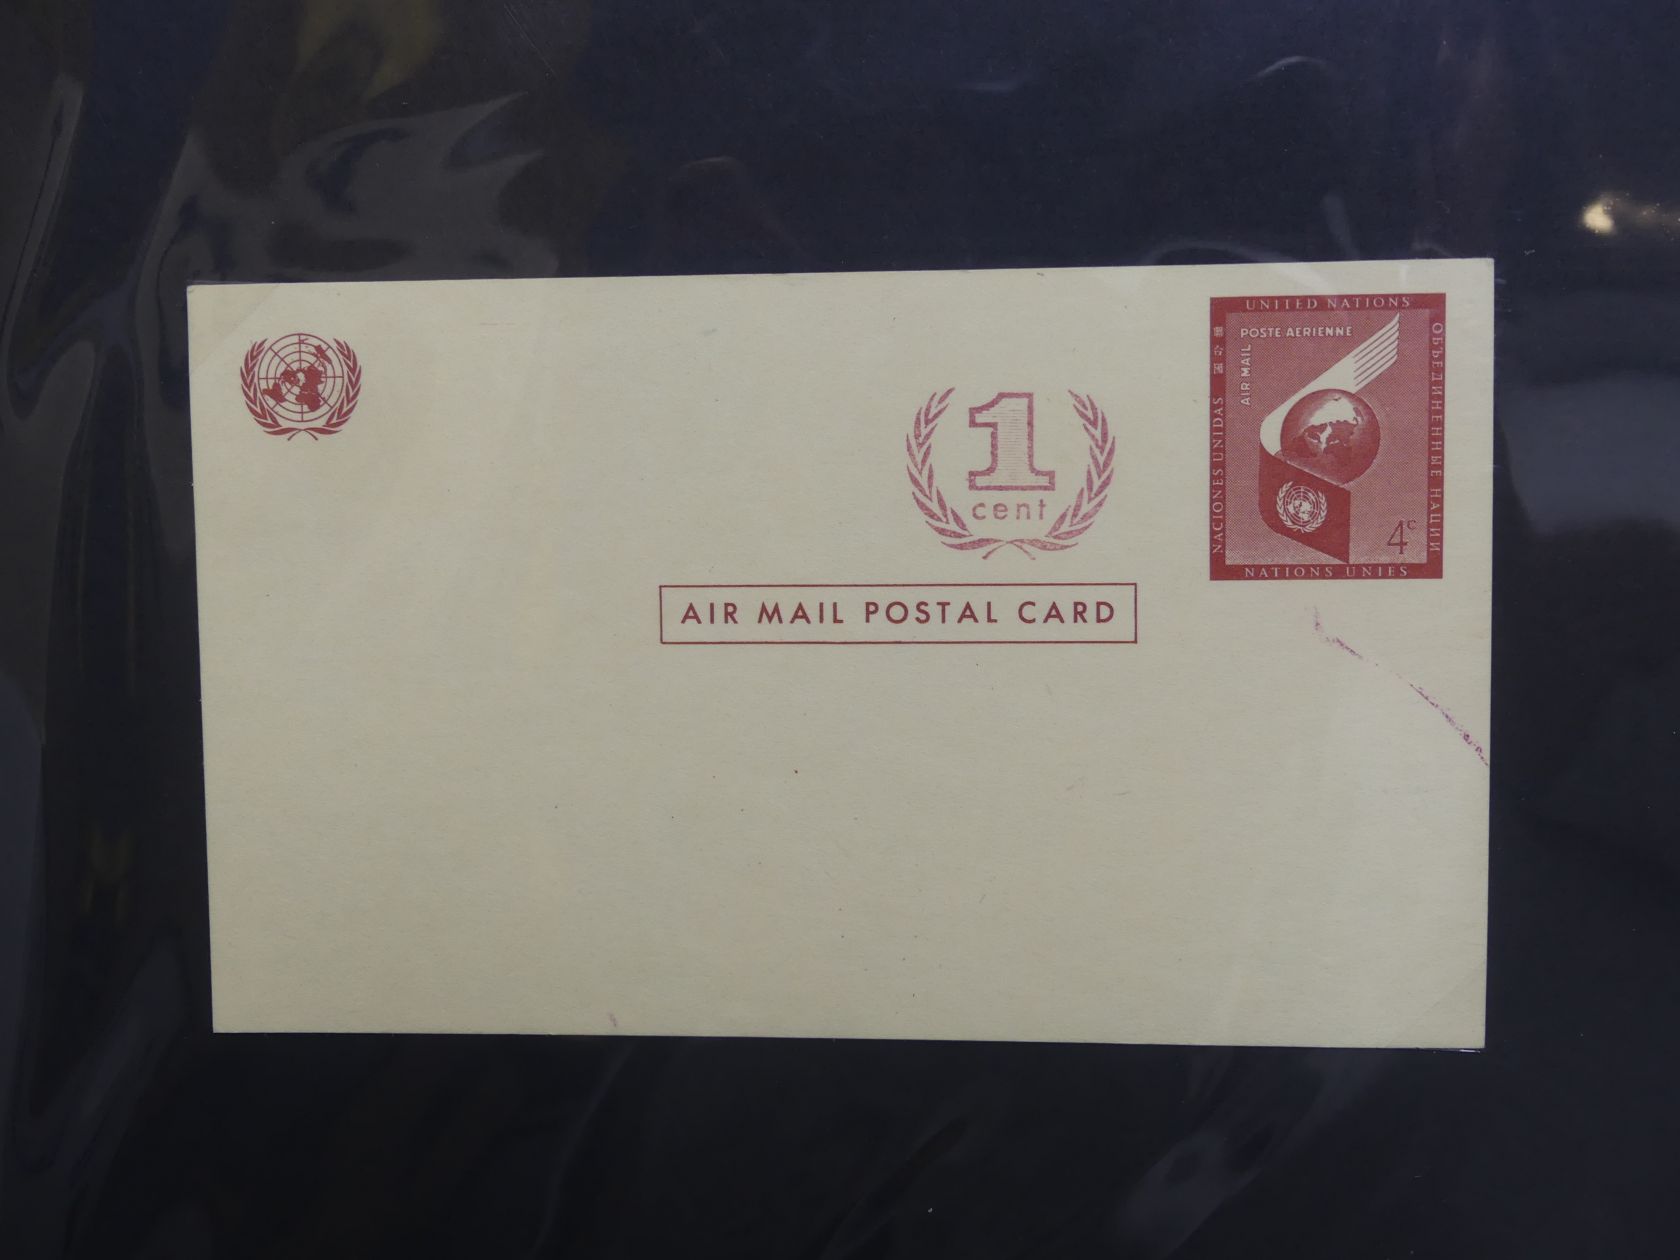 UNITED NATIONS
POSTE AERIENNE
AIR MAIL
NACIONES UNIDAS
ОБЪЕДИНЕННЫЕ НАЦИИ
1
cent
4c
NATIONS UNIES
AIR MAIL POSTAL CARD